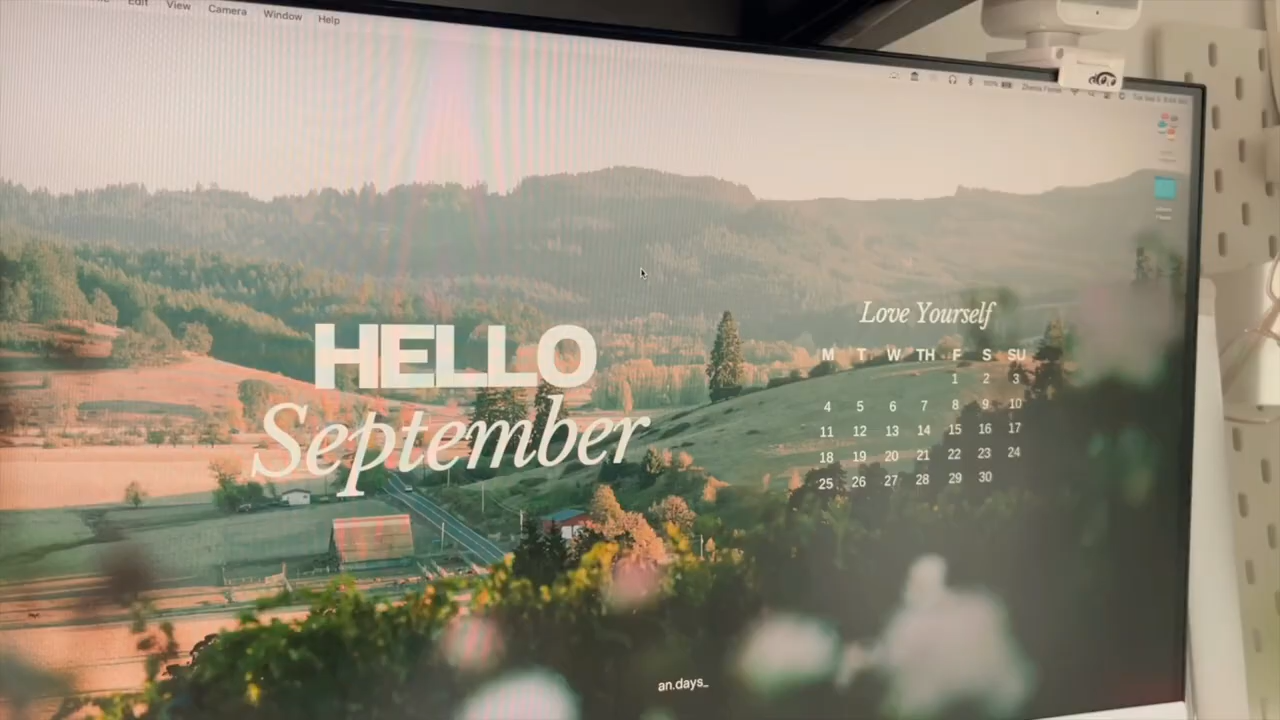 Edit View Camera Window Help
HELLO
September
Love Yourself
M T W TH F S SU
1 2 3
4 5 6 7 8 9 10
11 12 13 14 15 16 17
18 19 20 21 22 23 24
25 26 27 28 29 30
an.days_